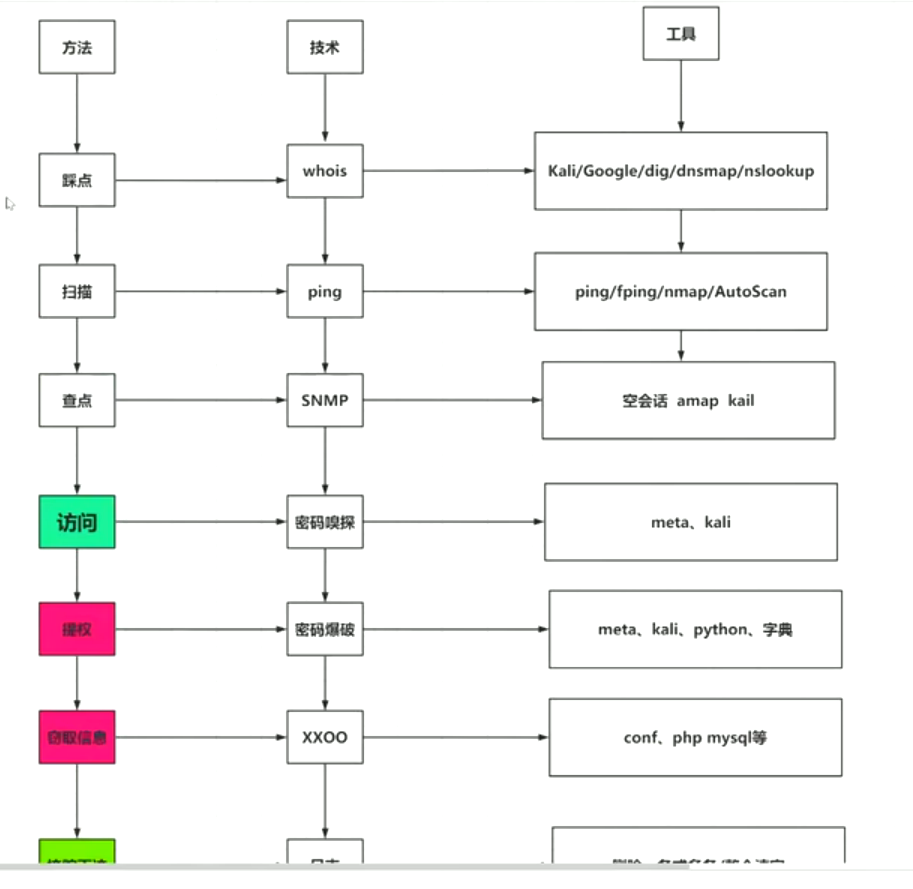 方法
技术
工具
踩点
whois
Kali/Google/dig/dnsmap/nslookup
扫描
ping
ping/fping/nmap/AutoScan
查点
SNMP
空会话 amap kail
访问
密码嗅探
meta、kali
提权
密码爆破
meta、kali、python、字典
窃取信息
XXOO
conf、php mysql等